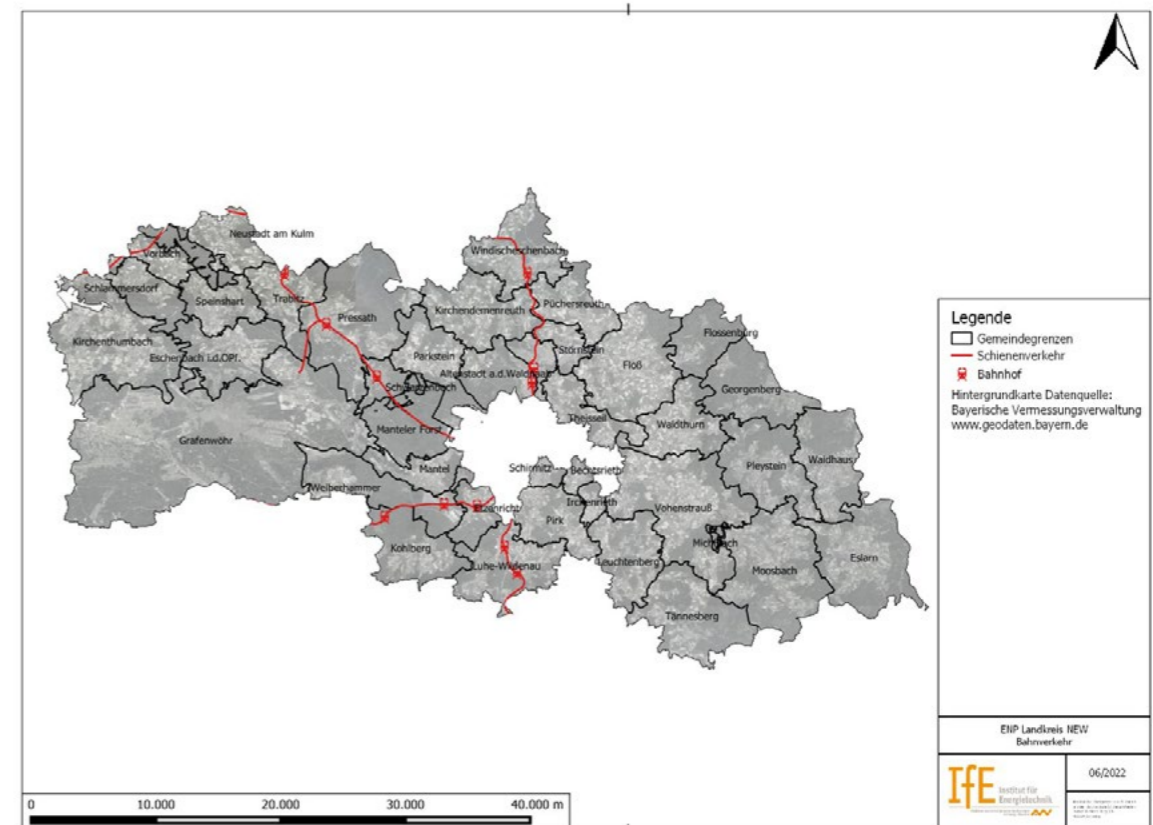 Neustadt am Kulm
Windischeschenbach
Vorbach
Schlammersdorf
Speinshart
Trabitz
Püchersreuth
Kirchendemenreuth
Pressath
Kirchenthumbach
Flossenbürg
Eschenbach i.d.OPf.
Parkstein
Störnstein
Floß
Altenstadt a.d.Waldnaab
Schwarzenbach
Georgenberg
Theisseil
Waldthurn
Manteler Forst
Grafenwöhr
Waidhaus
Pleystein
Mantel
Schirmitz
Bechtsrieth
Weiherhammer
Irchenrieth
Etzenricht
Vohenstrauß
Pirk
Kohlberg
Eslarn
Leuchtenberg
Luhe-Wildenau
Moosbach
Tännesberg
Legende
Gemeindegrenzen
Schienenverkehr
Bahnhof
Hintergrundkarte Datenquelle:
Bayerische Vermessungsverwaltung
www.geodaten.bayern.de
ENP Landkreis NEW
Bahnverkehr
IfE Institut für
Energietechnik
06/2022
0 10.000 20.000 30.000 40.000 m